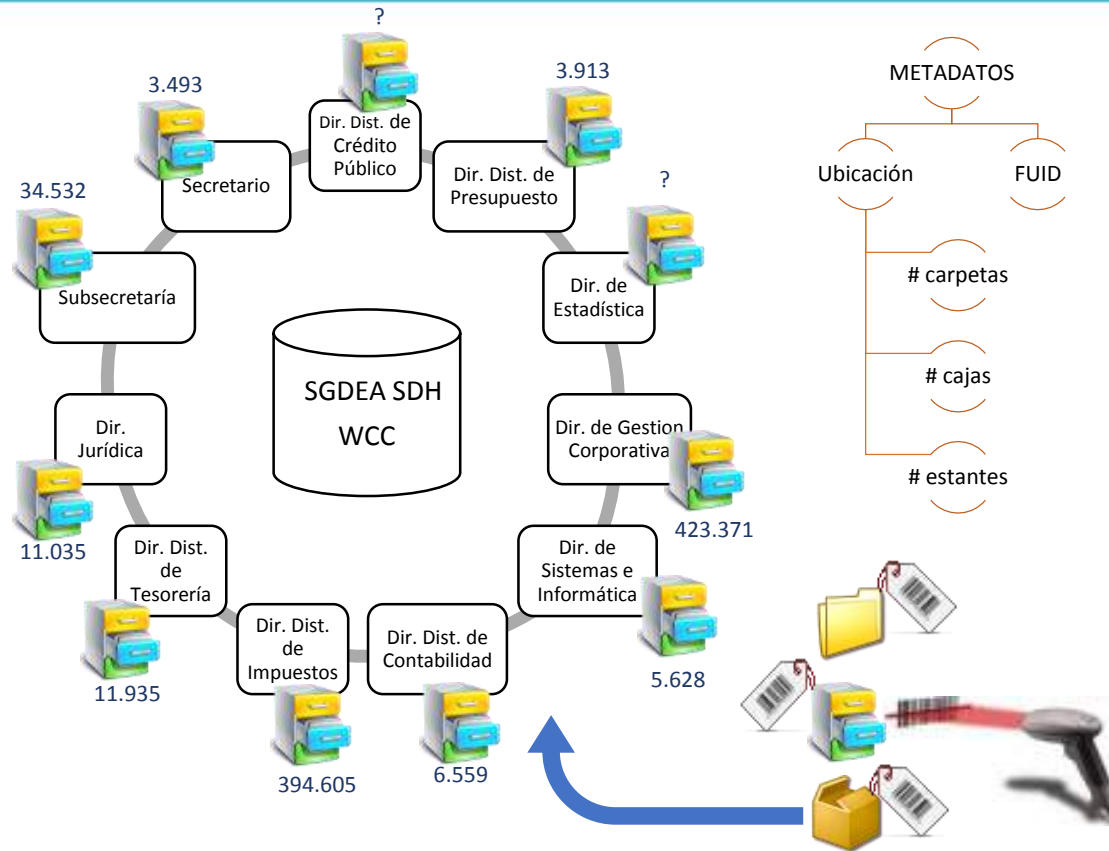 ?
3.493
3.913
Dir. Dist. de
Crédito
Público
Secretario
Dir. Dist. de
Presupuesto
34.532
?
Subsecretaría
Dir. de
Estadística
SGDEA SDH
WCC
Dir.
Jurídica
Dir. de Gestion
Corporativa
11.035
423.371
Dir. Dist.
de
Tesorería
Dir. de
Sistemas e
Informática
Dir. Dist.
de
Impuestos
Dir. Dist. de
Contabilidad
11.935
5.628
394.605
6.559
METADATOS
Ubicación
FUID
# carpetas
# cajas
# estantes